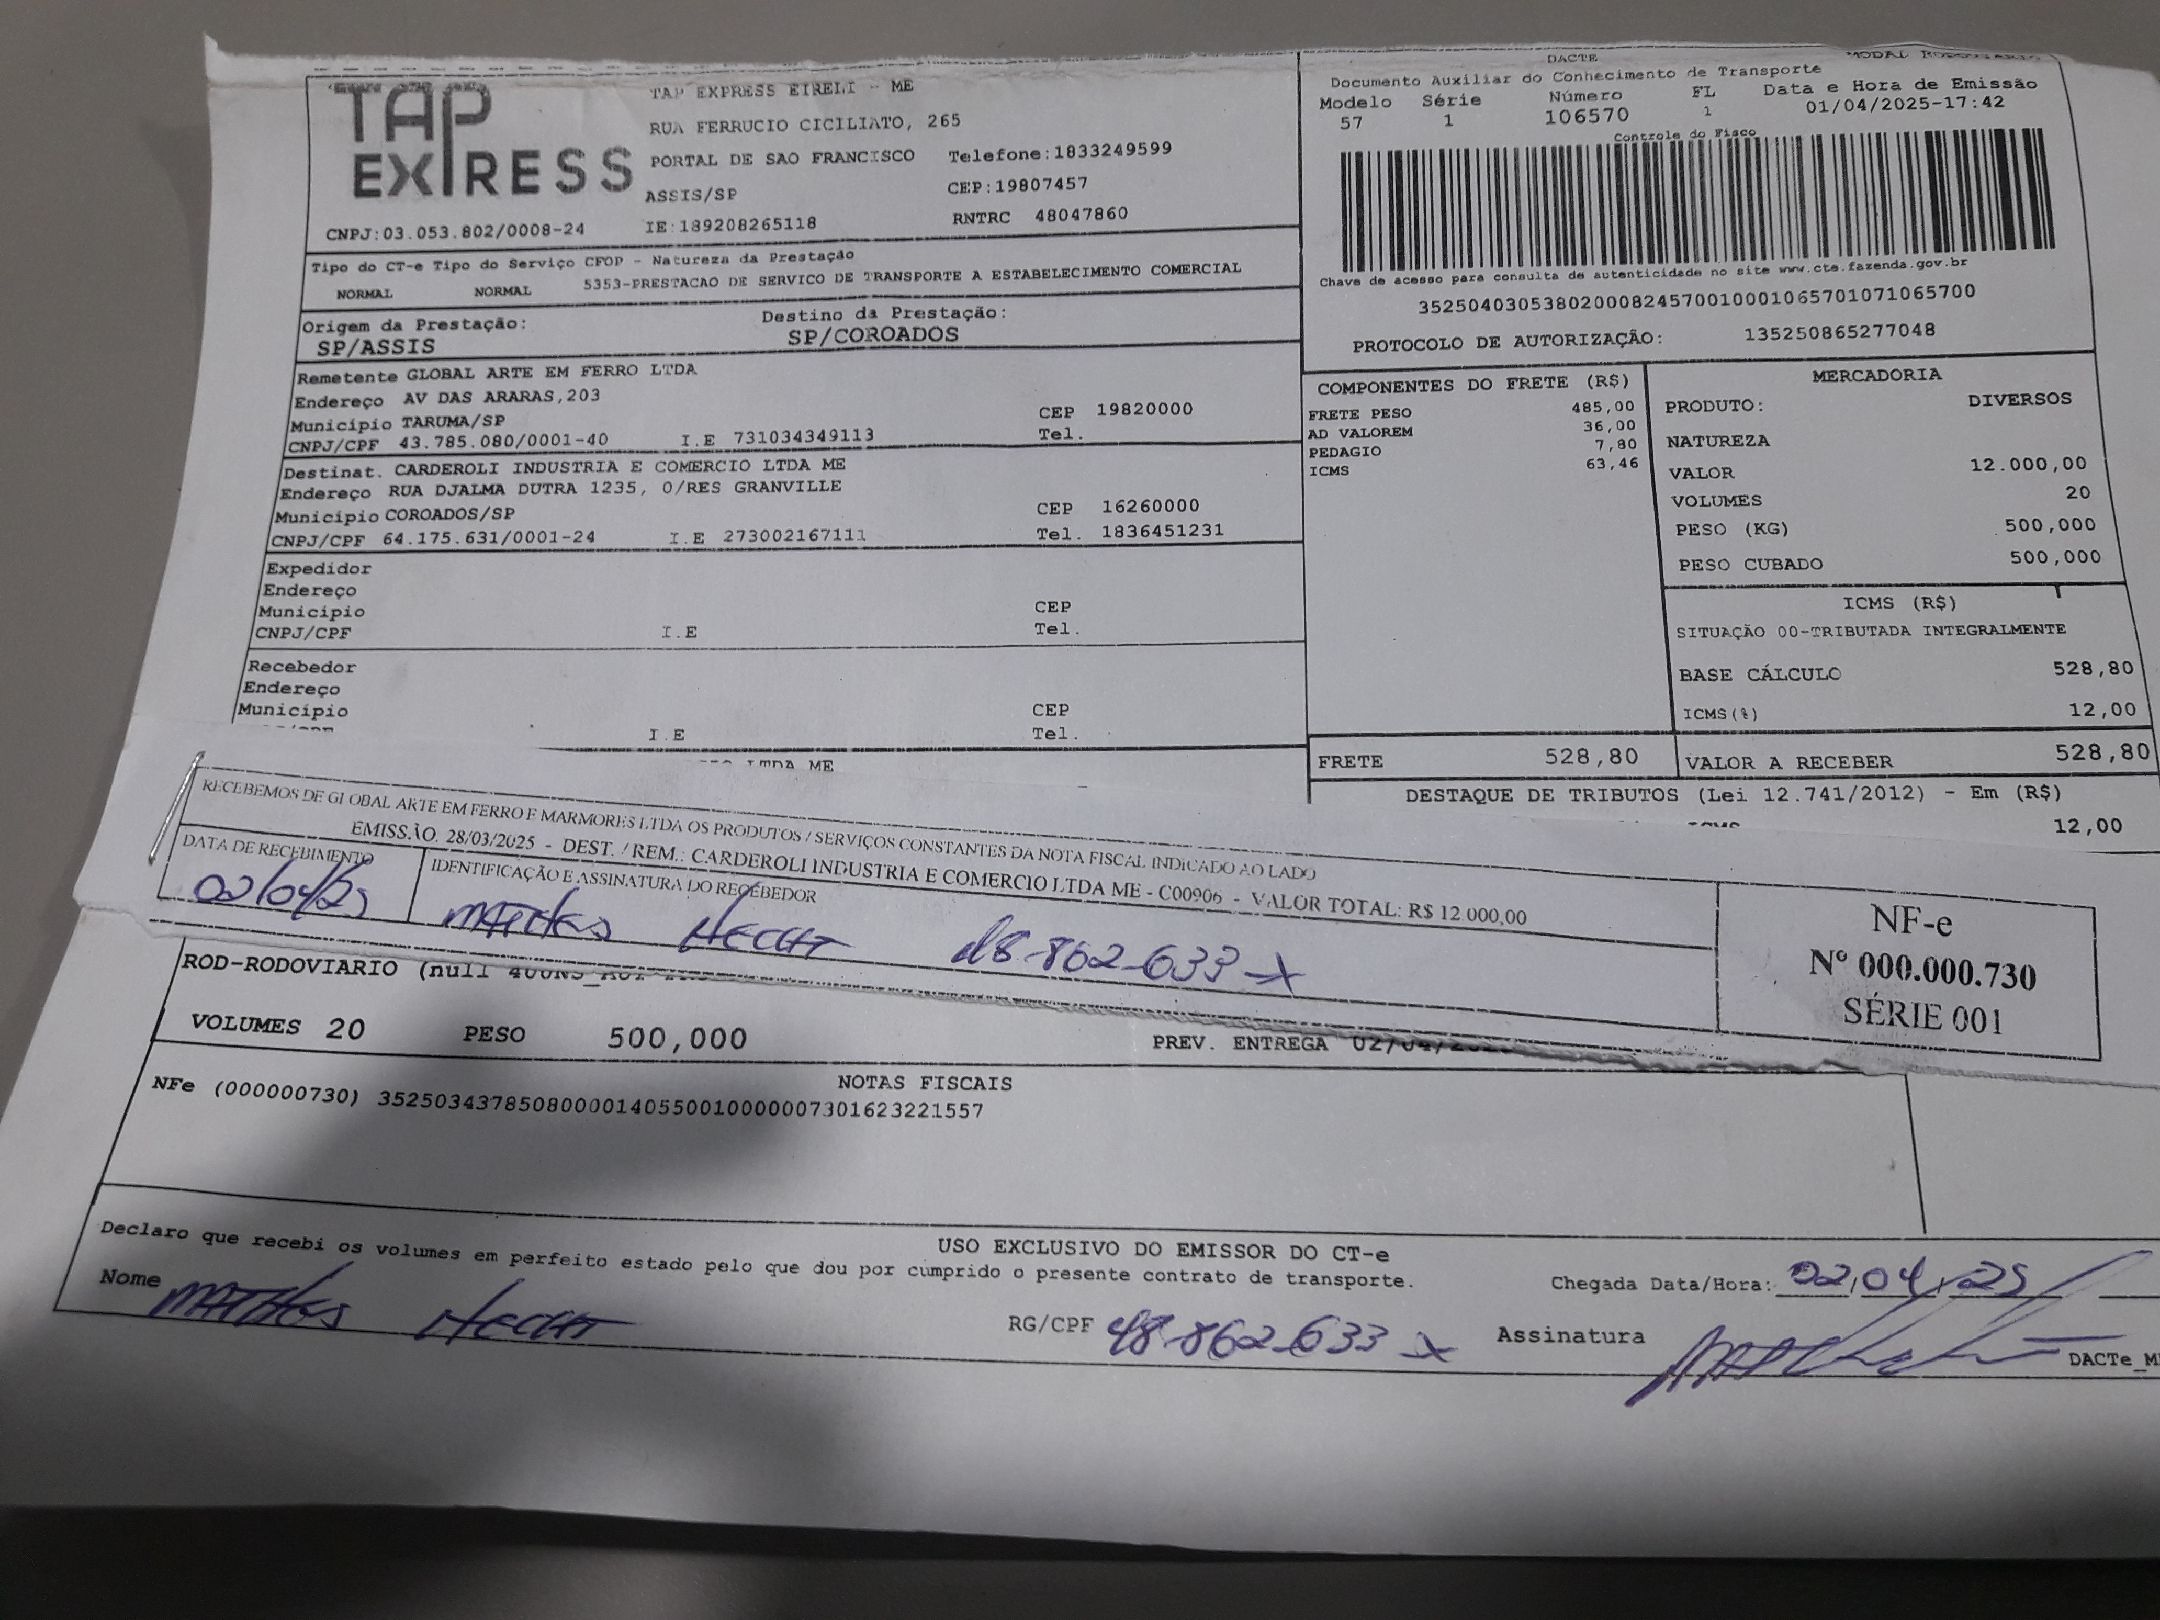 TAP EXPRESS
TAP EXPRESS EIRELI - ME
RUA FERRUCIO CICILIATO, 265
PORTAL DE SAO FRANCISCO Telefone:1833249599
ASSIS/SP CEP:19807457
CNPJ:03.053.802/0008-24 IE:189208265118 RNTRC 48047860
DACTE
MODAL RODOVIARIO
Documento Auxiliar do Conhecimento de Transporte
Modelo Série Número FL Data e Hora de Emissão
57 1 106570 1 01/04/2025-17:42
Controle do Fisco
Chave de acesso para consulta de autenticidade no site www.cte.fazenda.gov.br
35250403053802000824570010001065701071065700
PROTOCOLO DE AUTORIZAÇÃO: 135250865277048
Tipo do CT-e Tipo do Serviço CFOP - Natureza da Prestação
NORMAL NORMAL 5353-PRESTACAO DE SERVICO DE TRANSPORTE A ESTABELECIMENTO COMERCIAL
Origem da Prestação: Destino da Prestação:
SP/ASSIS SP/COROADOS
Remetente GLOBAL ARTE EM FERRO LTDA
Endereço AV DAS ARARAS,203
Município TARUMA/SP CEP 19820000
CNPJ/CPF 43.785.080/0001-40 I.E 731034349113 Tel.
Destinat. CARDEROLI INDUSTRIA E COMERCIO LTDA ME
Endereço RUA DJALMA DUTRA 1235, 0/RES GRANVILLE
Município COROADOS/SP CEP 16260000
CNPJ/CPF 64.175.631/0001-24 I.E 273002167111 Tel. 1836451231
Expedidor
Endereço
Município CEP
CNPJ/CPF I.E Tel.
Recebedor
Endereço
Município CEP
I.E Tel.
LTDA ME
COMPONENTES DO FRETE (R$)
FRETE PESO 485,00
AD VALOREM 36,00
PEDAGIO 7,80
ICMS 63,46
MERCADORIA
PRODUTO: DIVERSOS
NATUREZA
VALOR 12.000,00
VOLUMES 20
PESO (KG) 500,000
PESO CUBADO 500,000
ICMS (R$)
SITUAÇÃO 00-TRIBUTADA INTEGRALMENTE
BASE CÁLCULO 528,80
ICMS(%) 12,00
FRETE 528,80 VALOR A RECEBER 528,80
DESTAQUE DE TRIBUTOS (Lei 12.741/2012) - Em (R$)
12,00
RECEBEMOS DE GLOBAL ARTE EM FERRO E MARMORES LTDA OS PRODUTOS / SERVIÇOS CONSTANTES DA NOTA FISCAL INDICADO AO LADO
EMISSÃO. 28/03/2025 - DEST. / REM.: CARDEROLI INDUSTRIA E COMERCIO LTDA ME - C00906 - VALOR TOTAL: R$ 12.000,00
DATA DE RECEBIMENTO IDENTIFICAÇÃO E ASSINATURA DO RECEBEDOR
02/04/25 MATHEUS HECHT 48-862-633-X
NF-e
Nº 000.000.730
SÉRIE 001
ROD-RODOVIARIO (null
VOLUMES 20 PESO 500,000 PREV. ENTREGA 02/04/
NOTAS FISCAIS
NFe (000000730) 35250343785080000140550010000007301623221557
USO EXCLUSIVO DO EMISSOR DO CT-e
Declaro que recebi os volumes em perfeito estado pelo que dou por cumprido o presente contrato de transporte.
Chegada Data/Hora: 02/04/25
Nome MATHEUS HECHT RG/CPF 48-862-633-X Assinatura
DACTe_M